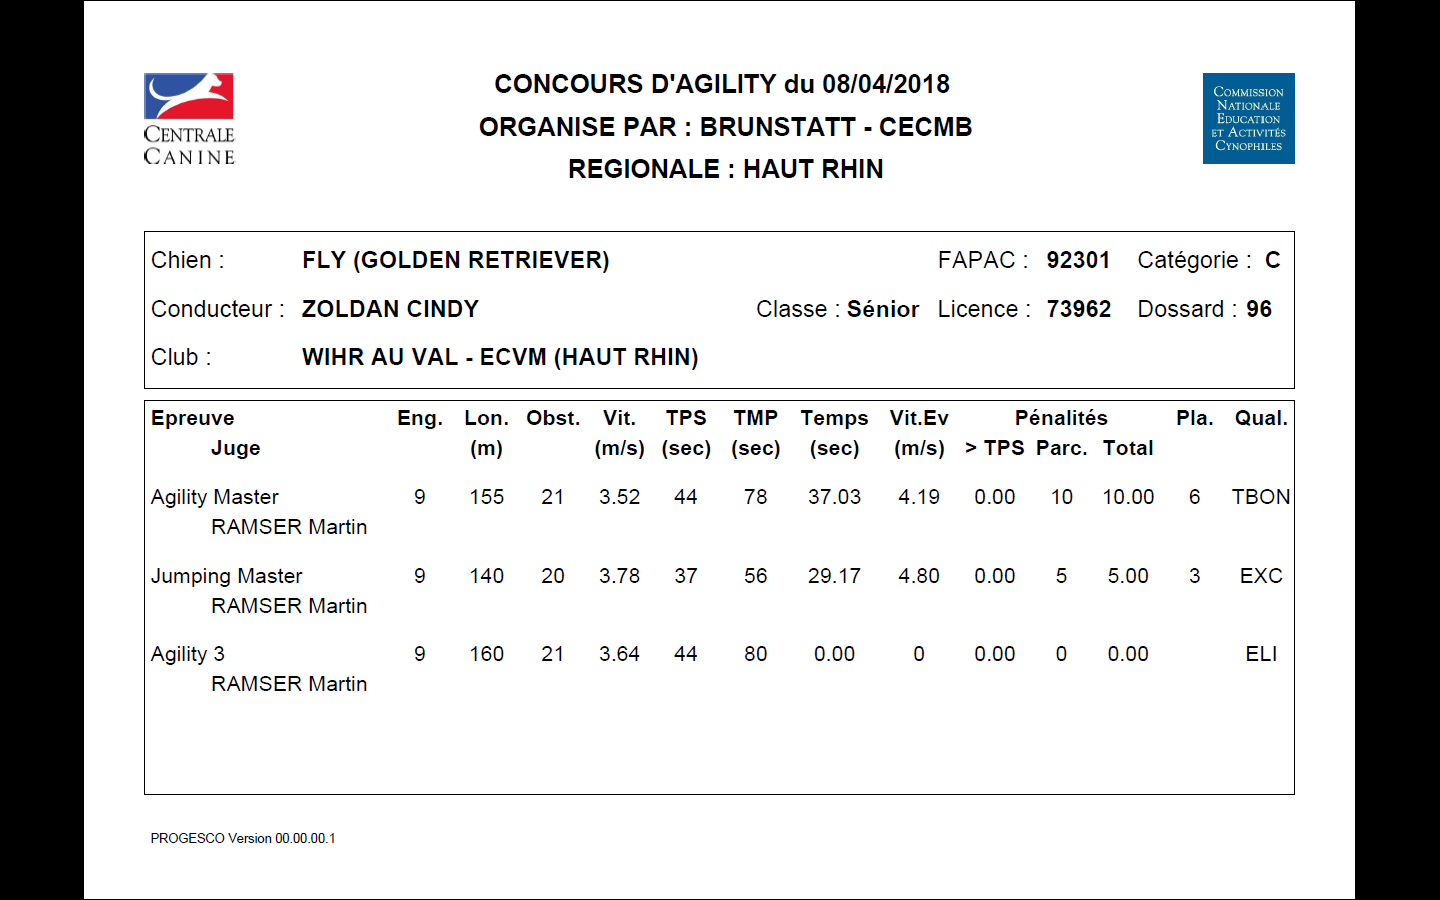 CENTRALE
CANINE
CONCOURS D'AGILITY du 08/04/2018
ORGANISE PAR : BRUNSTATT - CECMB
REGIONALE : HAUT RHIN
COMMISSION
NATIONALE
EDUCATION
ET ACTIVITÉS
CYNOPHILES
Chien : FLY (GOLDEN RETRIEVER) FAPAC : 92301 Catégorie : C
Conducteur : ZOLDAN CINDY Classe : Sénior Licence : 73962 Dossard : 96
Club : WIHR AU VAL - ECVM (HAUT RHIN)
Epreuve Eng. Lon. Obst. Vit. TPS TMP Temps Vit.Ev Pénalités Pla. Qual.
Juge (m) (m/s) (sec) (sec) (sec) (m/s) > TPS Parc. Total
Agility Master 9 155 21 3.52 44 78 37.03 4.19 0.00 10 10.00 6 TBON
RAMSER Martin
Jumping Master 9 140 20 3.78 37 56 29.17 4.80 0.00 5 5.00 3 EXC
RAMSER Martin
Agility 3 9 160 21 3.64 44 80 0.00 0 0.00 0 0.00 ELI
RAMSER Martin
PROGESCO Version 00.00.00.1